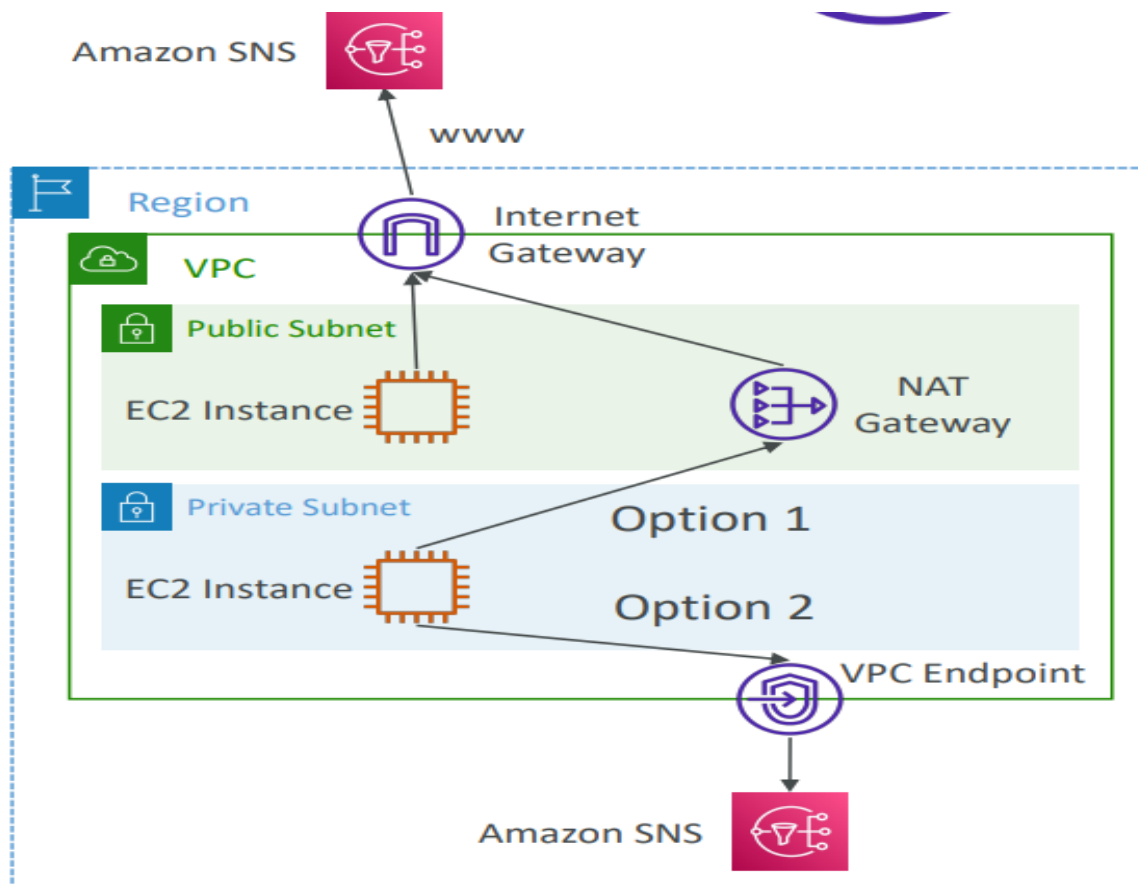 Amazon SNS
www
Region
Internet
Gateway
VPC
Public Subnet
EC2 Instance
NAT
Gateway
Private Subnet
Option 1
EC2 Instance
Option 2
VPC Endpoint
Amazon SNS